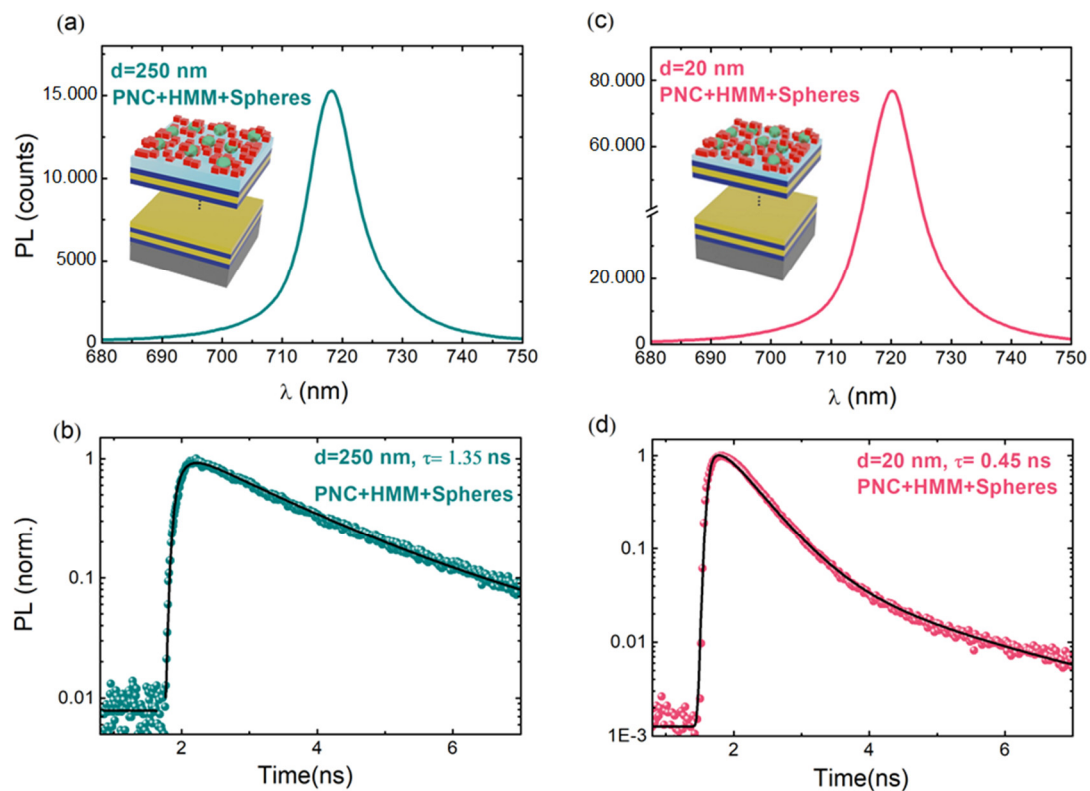 (a)
d=250 nm
PNC+HMM+Spheres
PL (counts)
15.000
10.000
5000
0
680 690 700 710 720 730 740 750
λ (nm)
(c)
d=20 nm
PNC+HMM+Spheres
80.000
60.000
20.000
0
680 690 700 710 720 730 740 750
λ (nm)
(b)
d=250 nm, τ= 1.35 ns
PNC+HMM+Spheres
PL (norm.)
1
0.1
0.01
2 4 6
Time(ns)
(d)
d=20 nm, τ= 0.45 ns
PNC+HMM+Spheres
1
0.1
0.01
1E-3
2 4 6
Time(ns)